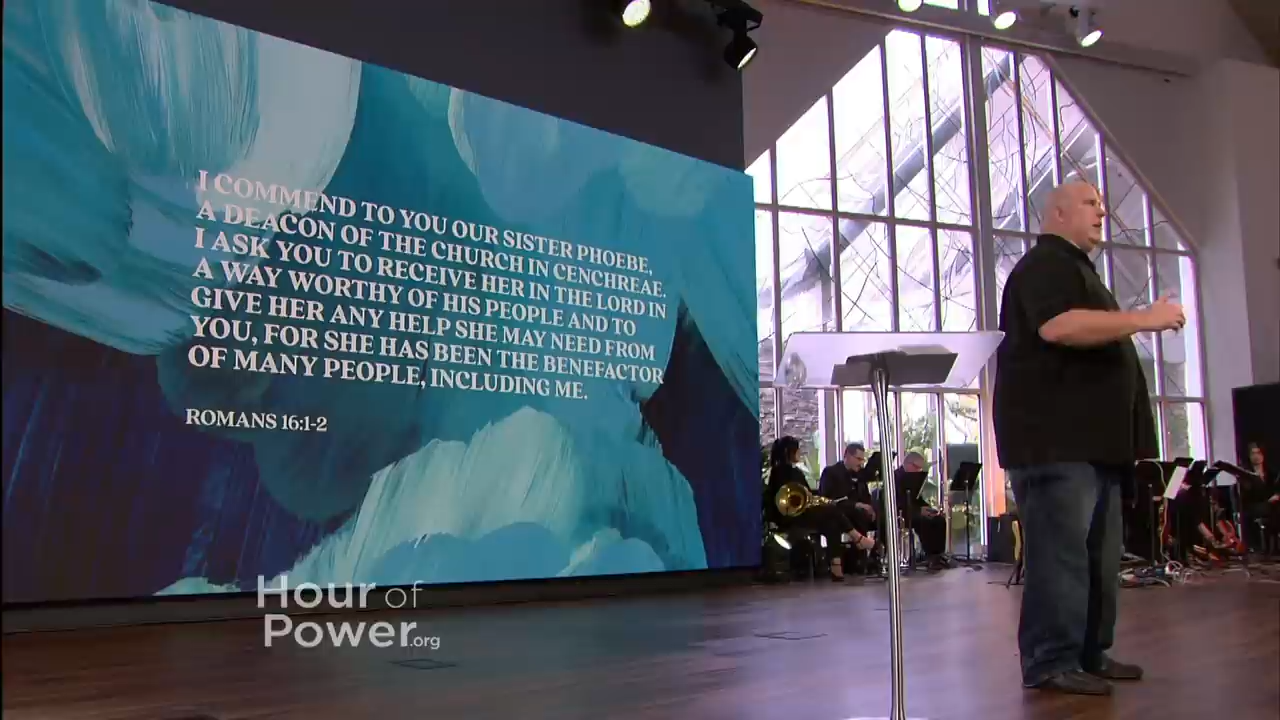 I COMMEND TO YOU OUR SISTER PHOEBE,
A DEACON OF THE CHURCH IN CENCHREAE.
I ASK YOU TO RECEIVE HER IN THE LORD IN
A WAY WORTHY OF HIS PEOPLE AND TO
GIVE HER ANY HELP SHE MAY NEED FROM
YOU, FOR SHE HAS BEEN THE BENEFACTOR
OF MANY PEOPLE, INCLUDING ME.
ROMANS 16:1-2
Hour of
Power.org